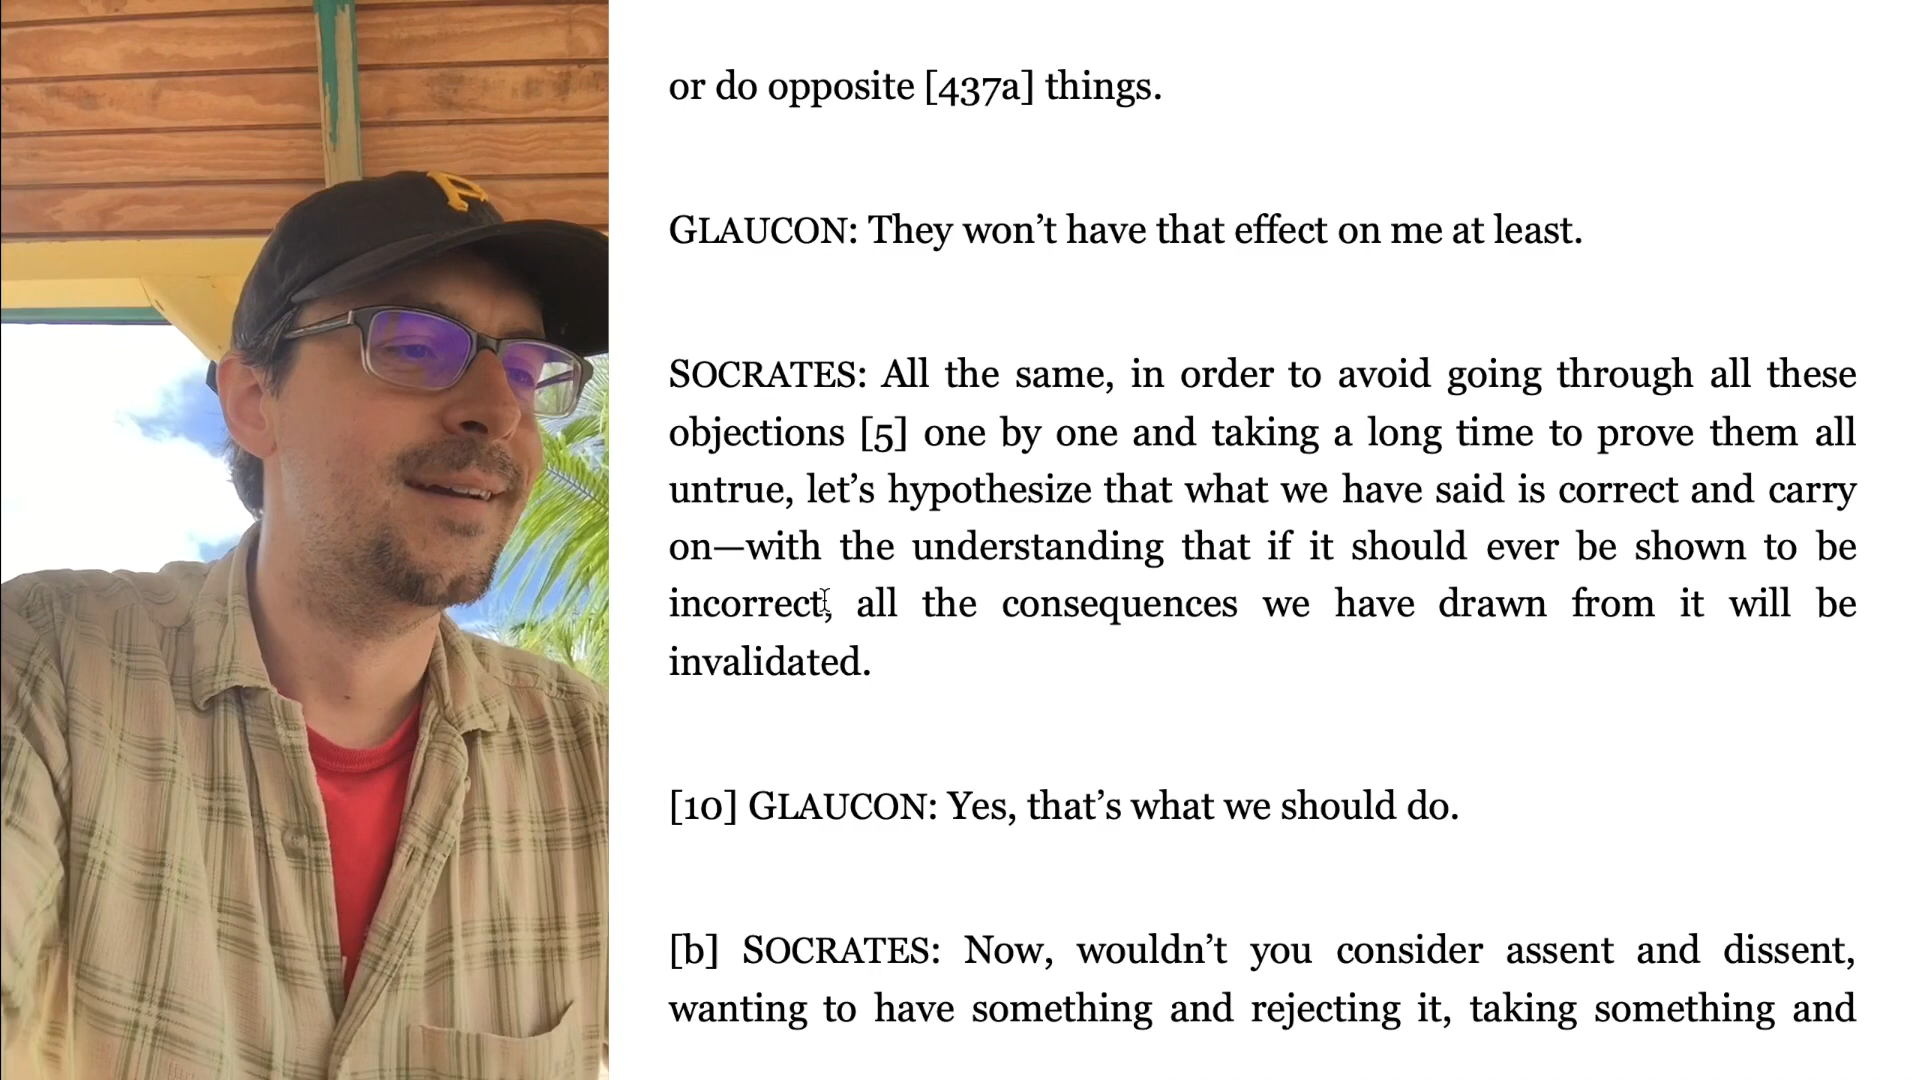 P
or do opposite [437a] things.
GLAUCON: They won’t have that effect on me at least.
SOCRATES: All the same, in order to avoid going through all these
objections [5] one by one and taking a long time to prove them all
untrue, let’s hypothesize that what we have said is correct and carry
on—with the understanding that if it should ever be shown to be
incorrect, all the consequences we have drawn from it will be
invalidated.
[10] GLAUCON: Yes, that’s what we should do.
[b] SOCRATES: Now, wouldn’t you consider assent and dissent,
wanting to have something and rejecting it, taking something and